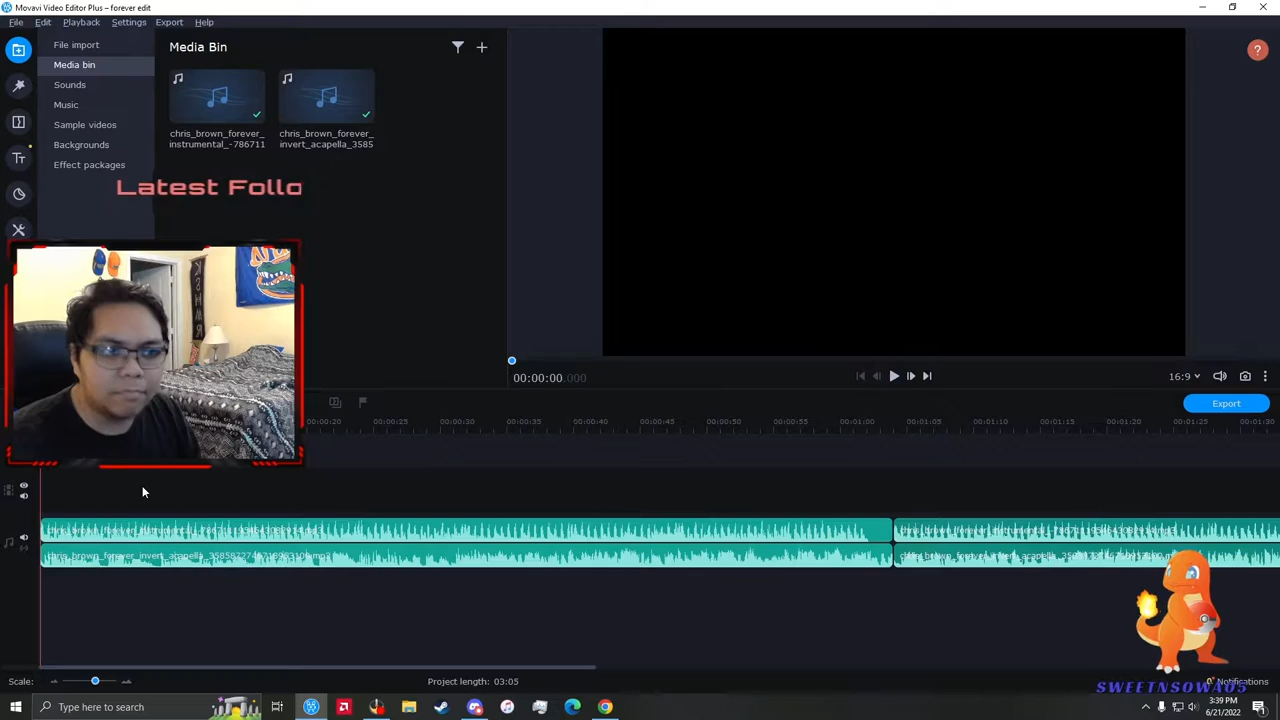 Movavi Video Editor Plus – forever edit
File Edit Playback Settings Export Help
File import
Media bin
Sounds
Music
Sample videos
Backgrounds
Effect packages
Media Bin
chris_brown_forever_
instrumental_-786711
chris_brown_forever_
invert_acapella_3585
Latest Follo
?
00:00:00.000
16:9
Export
00:00:20 00:00:25 00:00:30 00:00:35 00:00:40 00:00:45 00:00:50 00:00:55 00:01:00 00:01:05 00:01:10 00:01:15 00:01:20 00:01:25 00:01:30
KSHMR
Scale:
Project length: 03:05
Notifications
SWEETNSOWA05
Type here to search
3:39 PM
6/21/2022